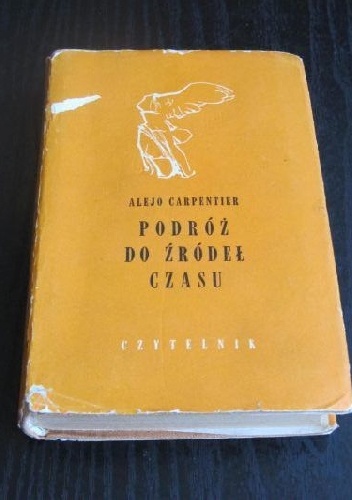 ALEJO CARPENTIER
PODRÓŻ
DO ŹRÓDEŁ
CZASU
CZYTELNIK